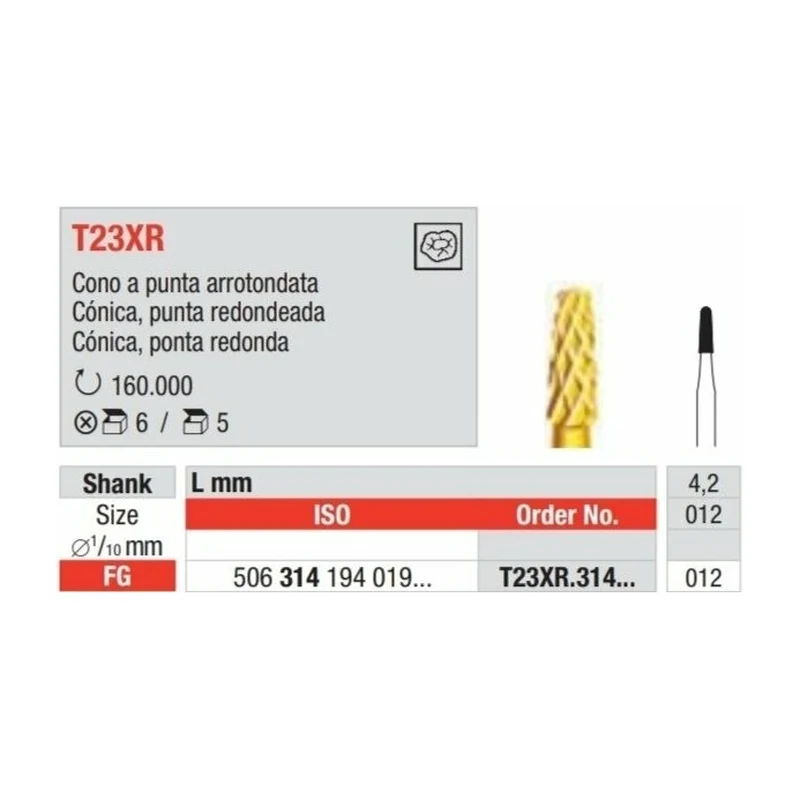 T23XR
Cono a punta arrotondata
Cónica, punta redondeada
Cónica, ponta redonda
160.000
6 / 5
Shank L mm 4,2
Size ISO Order No. 012
∅1/10 mm
FG 506 314 194 019... T23XR.314... 012